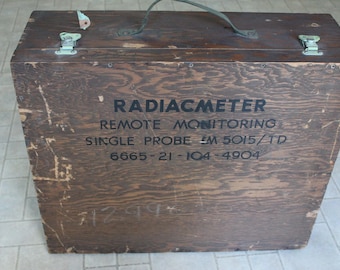 RADIACMETER
REMOTE MONITORING
SINGLE PROBE IM 5015/TD
6665-21-104-4904